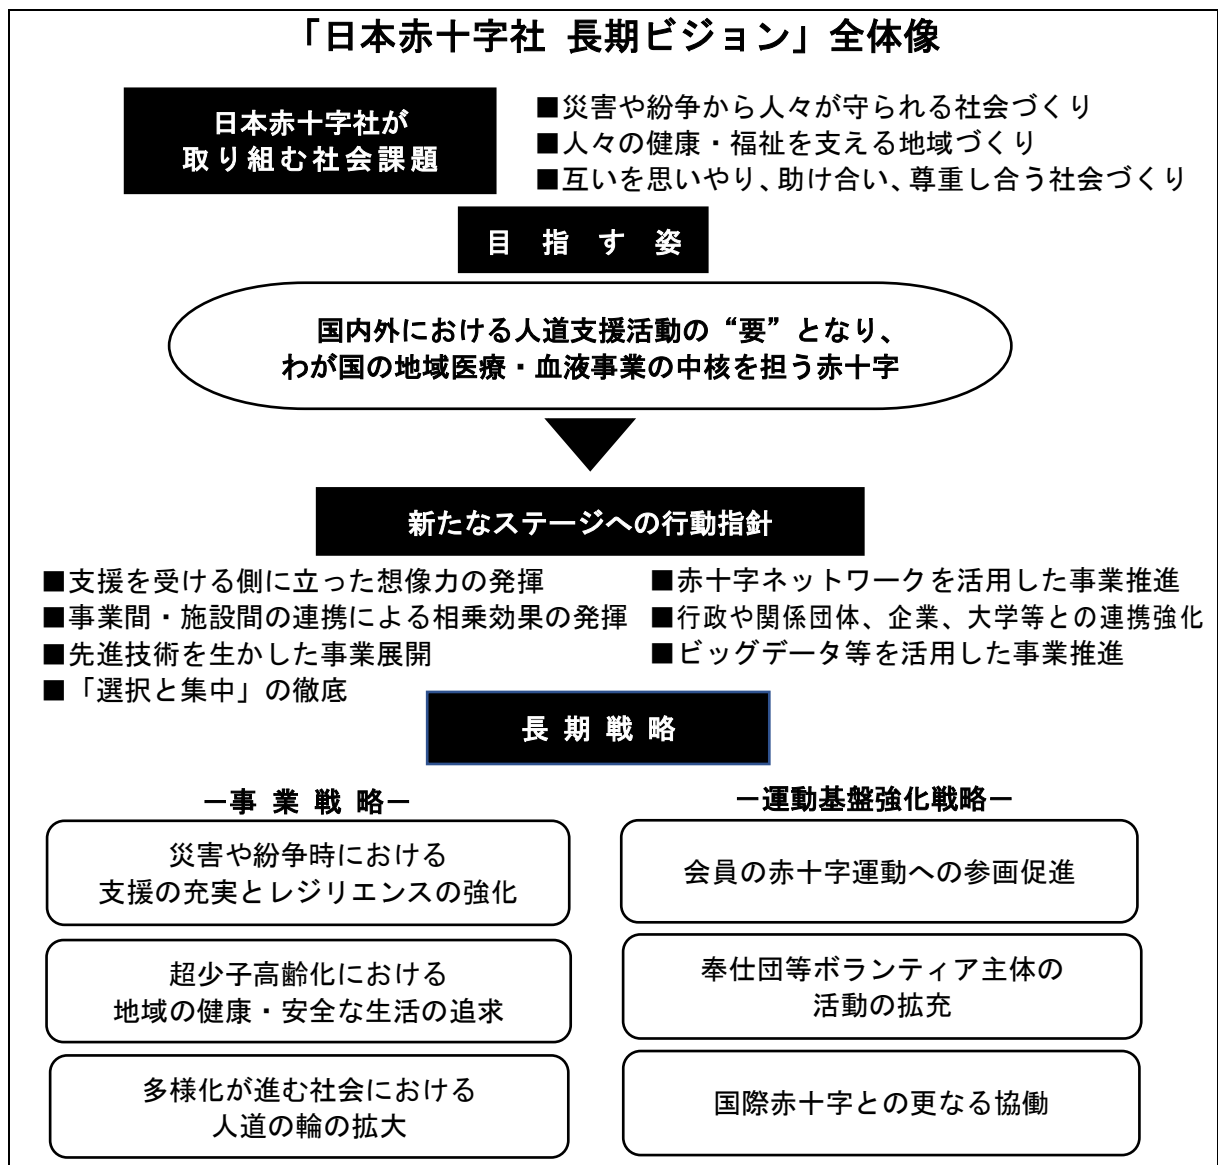 「日本赤十字社 長期ビジョン」全体像
日本赤十字社が
取り組む社会課題
■災害や紛争から人々が守られる社会づくり
■人々の健康・福祉を支える地域づくり
■互いを思いやり、助け合い、尊重し合う社会づくり
目 指 す 姿
国内外における人道支援活動の“要”となり、
わが国の地域医療・血液事業の中核を担う赤十字
新たなステージへの行動指針
■支援を受ける側に立った想像力の発揮
■事業間・施設間の連携による相乗効果の発揮
■先進技術を生かした事業展開
■「選択と集中」の徹底
■赤十字ネットワークを活用した事業推進
■行政や関係団体、企業、大学等との連携強化
■ビッグデータ等を活用した事業推進
長 期 戦 略
－事 業 戦 略－
災害や紛争時における
支援の充実とレジリエンスの強化
超少子高齢化における
地域の健康・安全な生活の追求
多様化が進む社会における
人道の輪の拡大
－運動基盤強化戦略－
会員の赤十字運動への参画促進
奉仕団等ボランティア主体の
活動の拡充
国際赤十字との更なる協働